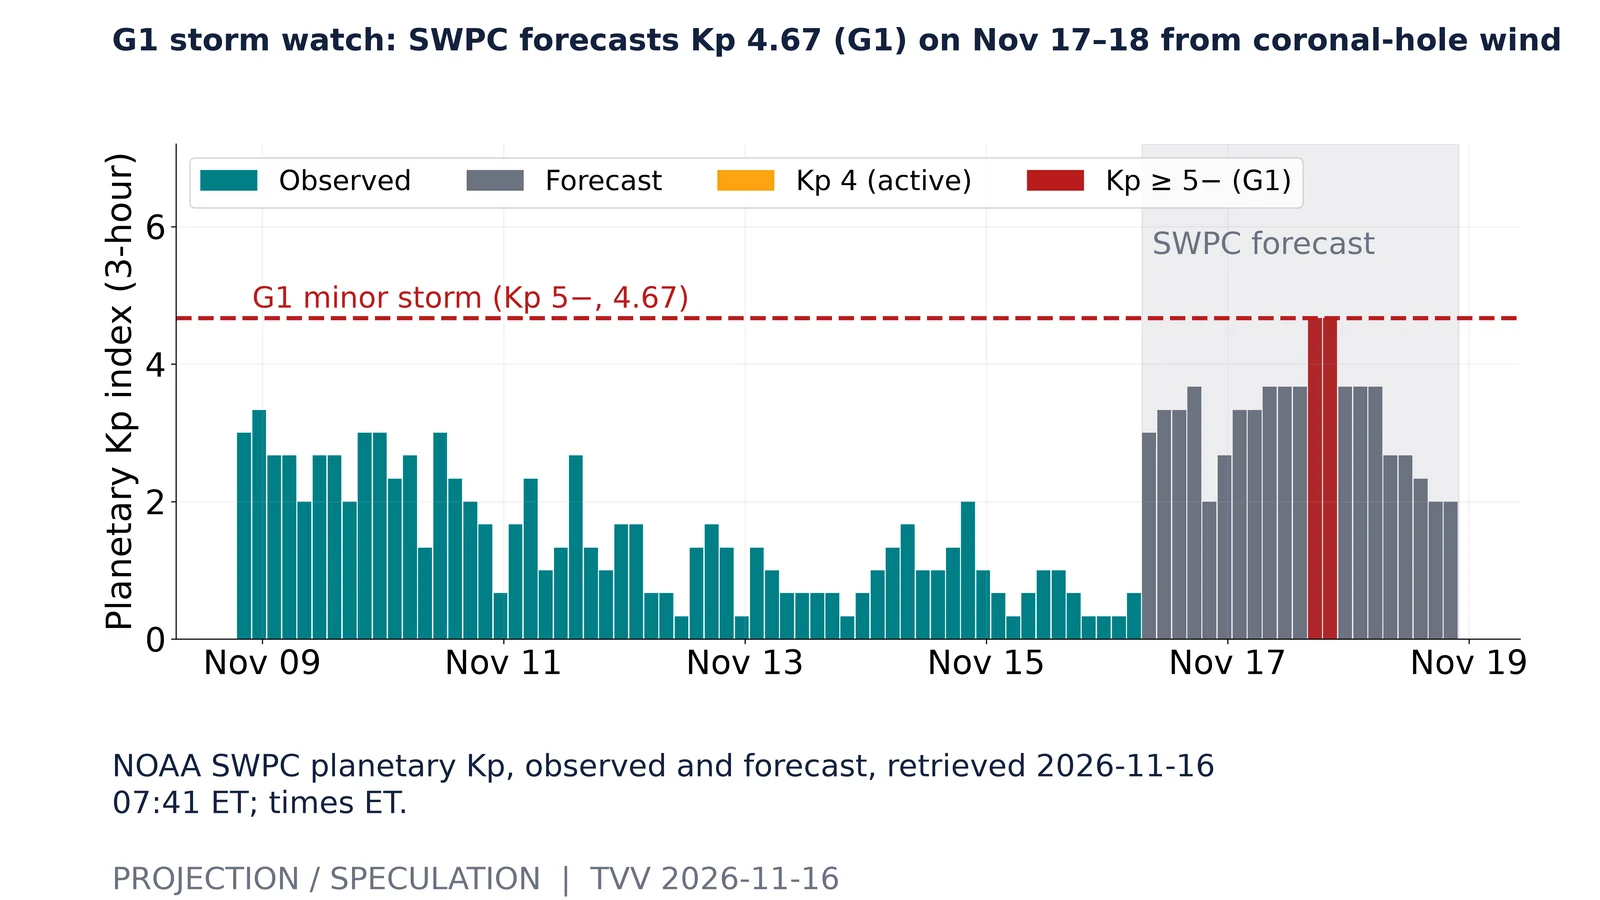 G1 storm watch: SWPC forecasts Kp 4.67 (G1) on Nov 17–18 from coronal-hole wind
Observed
Forecast
Kp 4 (active)
Kp ≥ 5− (G1)
SWPC forecast
G1 minor storm (Kp 5−, 4.67)
Planetary Kp index (3-hour)
6
4
2
0
Nov 09
Nov 11
Nov 13
Nov 15
Nov 17
Nov 19
NOAA SWPC planetary Kp, observed and forecast, retrieved 2026-11-16
07:41 ET; times ET.
PROJECTION / SPECULATION | TVV 2026-11-16